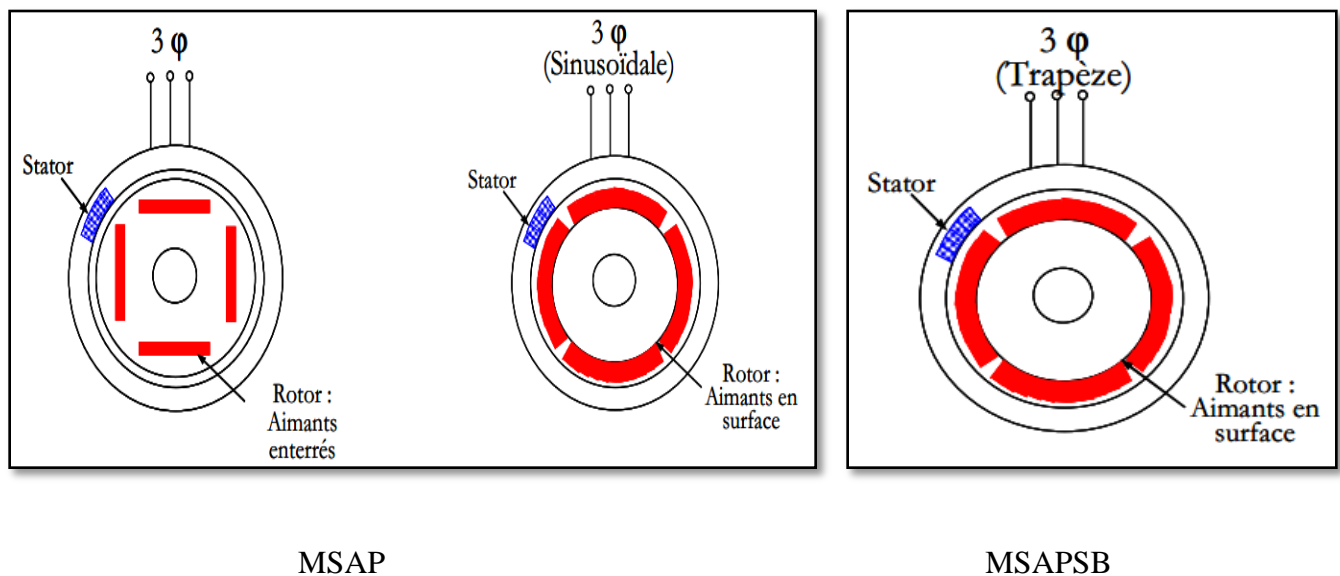 3 φ
Stator
Rotor :
Aimants
enterrés
3 φ
(Sinusoïdale)
Stator
Rotor :
Aimants en
surface
3 φ
(Trapèze)
Stator
Rotor :
Aimants en
surface
MSAP
MSAPSB